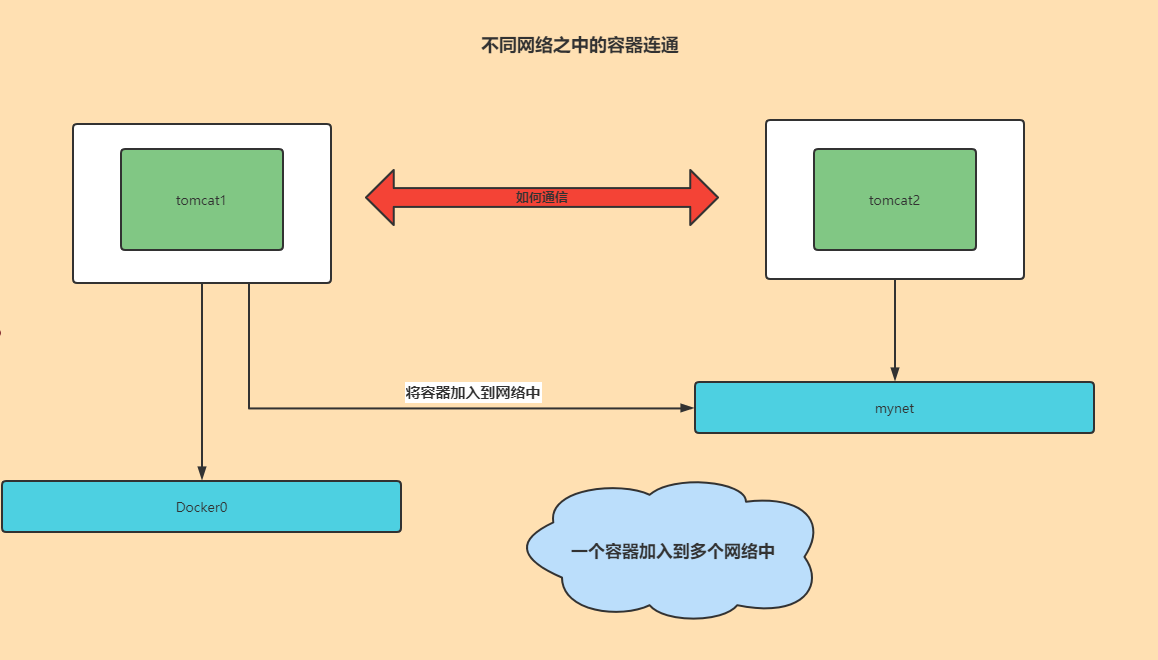 不同网络之中的容器连通
tomcat1
如何通信
tomcat2
将容器加入到网络中
mynet
Docker0
一个容器加入到多个网络中